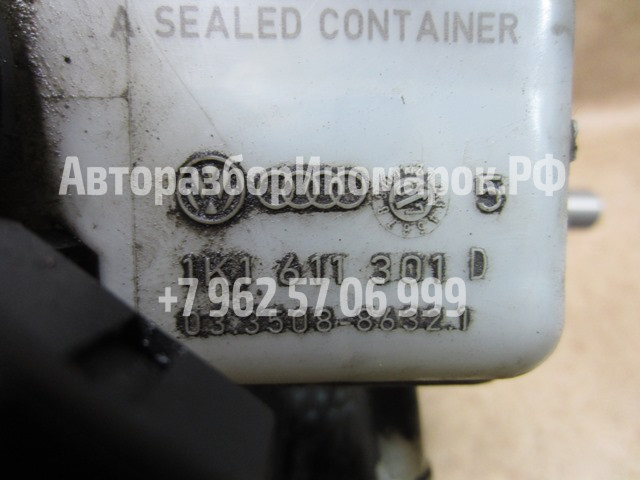 A SEALED CONTAINER
АвторазборИномарок.РФ
5
1K1 611 301 D
+7 962 57 06 999
03.3508-8632.1